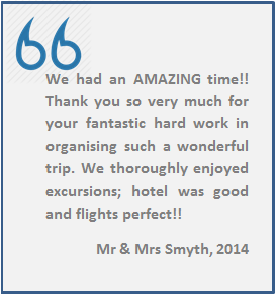 “
We had an AMAZING time!!
Thank you so very much for
your fantastic hard work in
organising such a wonderful
trip. We thoroughly enjoyed
excursions; hotel was good
and flights perfect!!
Mr & Mrs Smyth, 2014